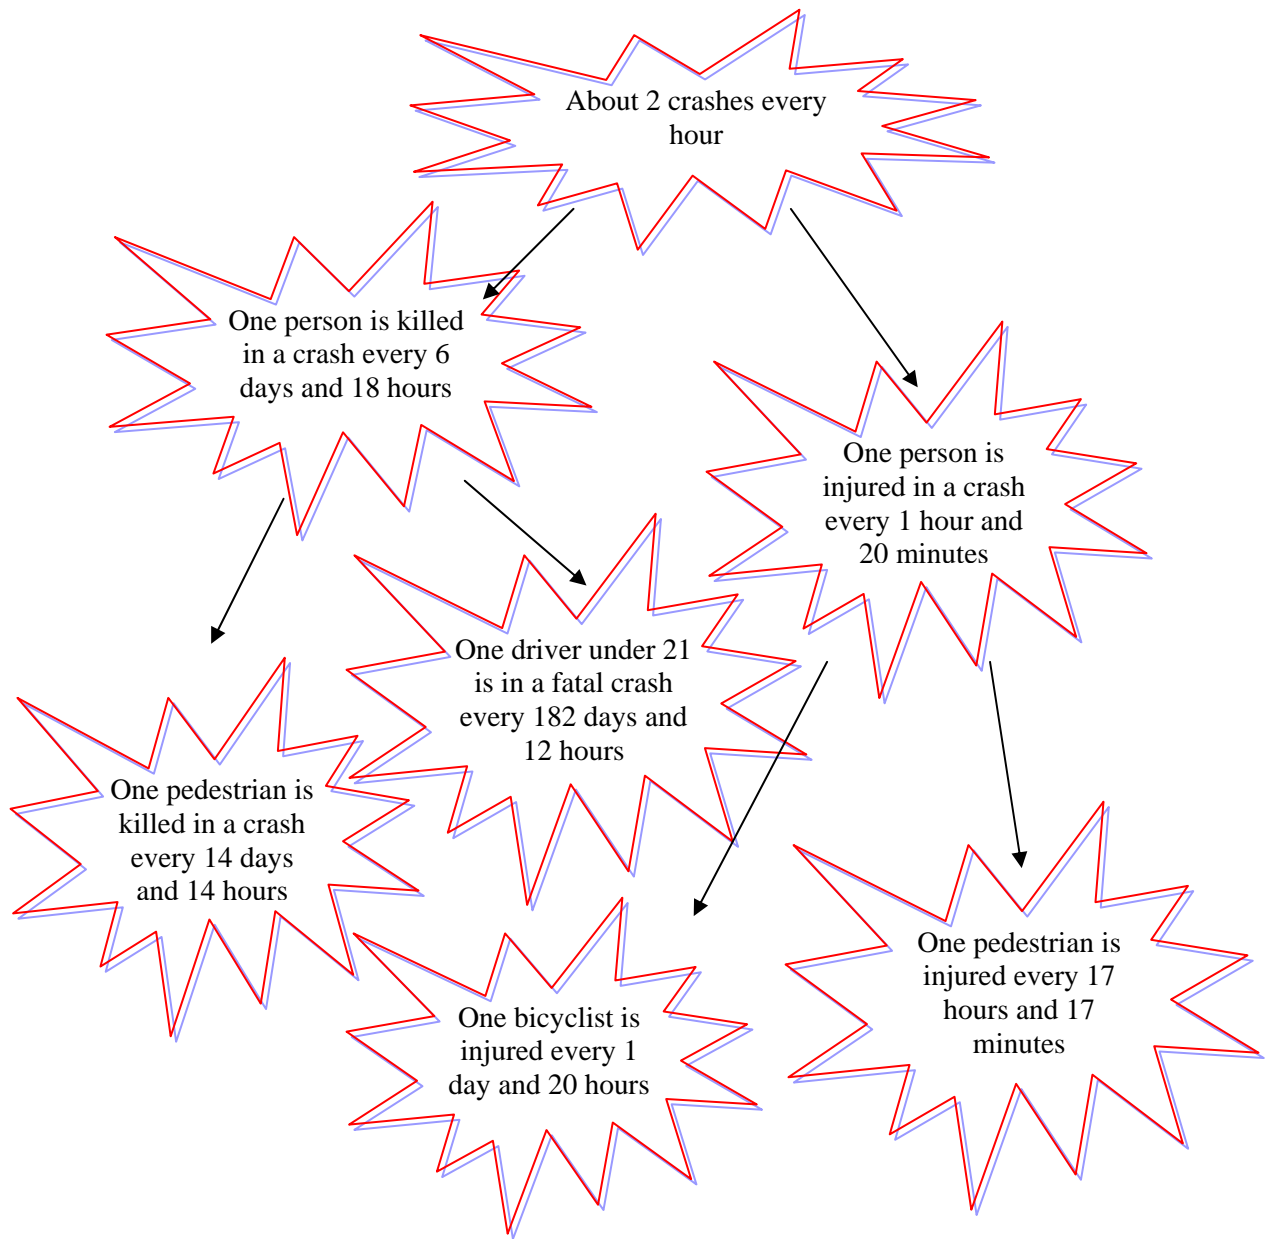 About 2 crashes every
hour
One person is killed
in a crash every 6
days and 18 hours
One person is
injured in a crash
every 1 hour and
20 minutes
One driver under 21
is in a fatal crash
every 182 days and
12 hours
One pedestrian is
killed in a crash
every 14 days
and 14 hours
One bicyclist is
injured every 1
day and 20 hours
One pedestrian is
injured every 17
hours and 17
minutes